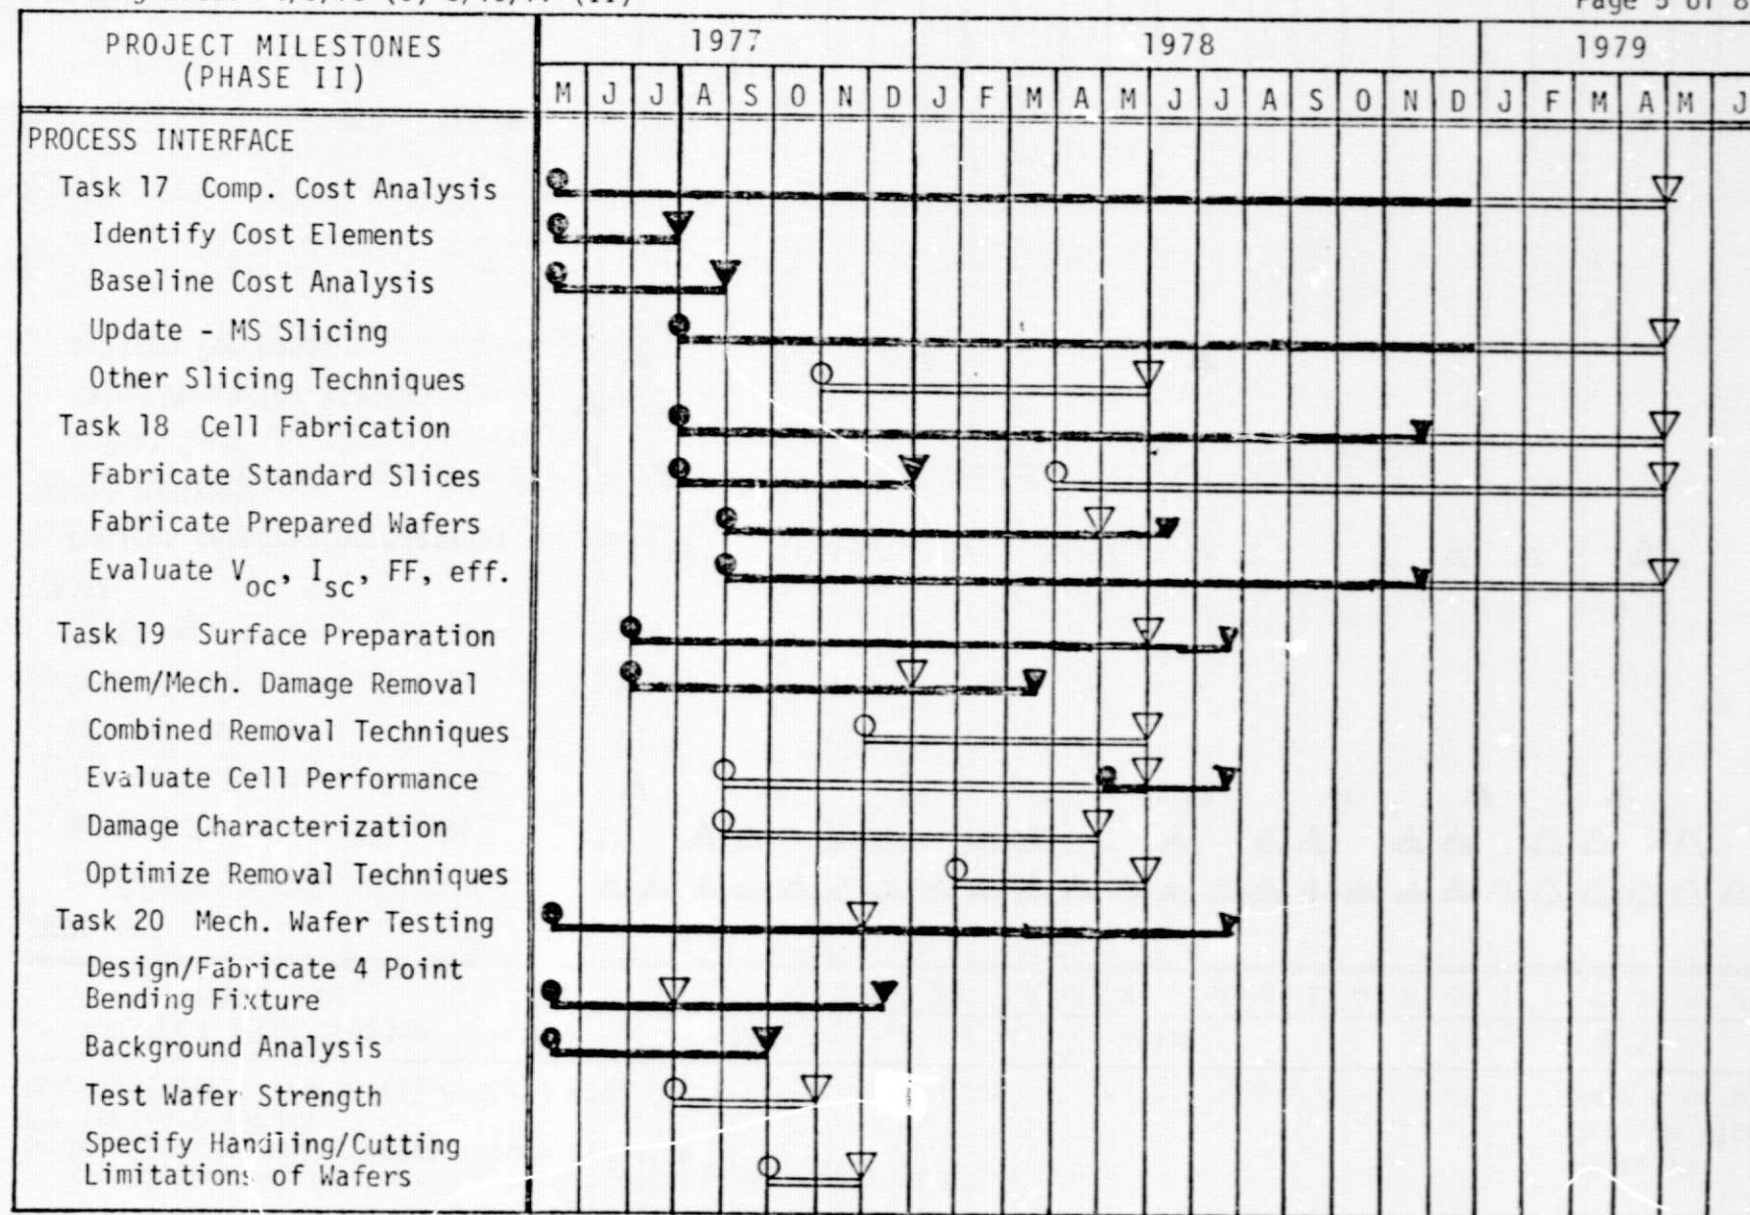 Page 5 of 8
PROJECT MILESTONES
(PHASE II)
1977 1978 1979
M J J A S O N D J F M A M J J A S O N D J F M A M J
PROCESS INTERFACE
Task 17 Comp. Cost Analysis
Identify Cost Elements
Baseline Cost Analysis
Update - MS Slicing
Other Slicing Techniques
Task 18 Cell Fabrication
Fabricate Standard Slices
Fabricate Prepared Wafers
Evaluate Voc, Isc, FF, eff.
Task 19 Surface Preparation
Chem/Mech. Damage Removal
Combined Removal Techniques
Evaluate Cell Performance
Damage Characterization
Optimize Removal Techniques
Task 20 Mech. Wafer Testing
Design/Fabricate 4 Point
Bending Fixture
Background Analysis
Test Wafer Strength
Specify Handling/Cutting
Limitations of Wafers